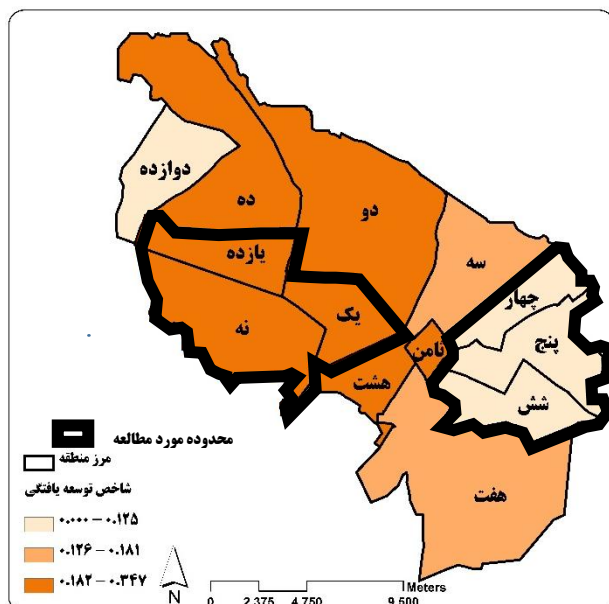 دوازده
ده
دو
سه
یازده
چهار
یک
پنج
نه
ثامن
هشت
شش
هفت
محدوده مورد مطالعه
مرز منطقه
شاخص توسعه یافتگی
۰.۰۰۰ – ۰.۱۲۵
۰.۱۲۶ – ۰.۱۸۱
۰.۱۸۲ – ۰.۳۴۷
N
Meters
0 2,375 4,750 9,500